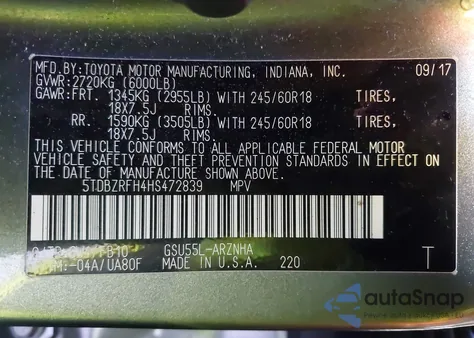 MFD.BY:TOYOTA MOTOR MANUFACTURING, INDIANA, INC. 09/17
GVWR:2720KG (6000LB)
GAWR:FRT. 1345KG (2955LB) WITH 245/60R18 TIRES,
18X7.5J RIMS.
RR. 1590KG (3505LB) WITH 245/60R18 TIRES,
18X7.5J RIMS.
THIS VEHICLE CONFORMS TO ALL APPLICABLE FEDERAL MOTOR
VEHICLE SAFETY AND THEFT PREVENTION STANDARDS IN EFFECT ON
THE DATE OF MANUFACTURE SHOWN ABOVE.
5TDBZRFH4HS472839 MPV
GSU55L-ARZNHA
-04A/UA80F MADE IN U.S.A. 220 T
autoSnap